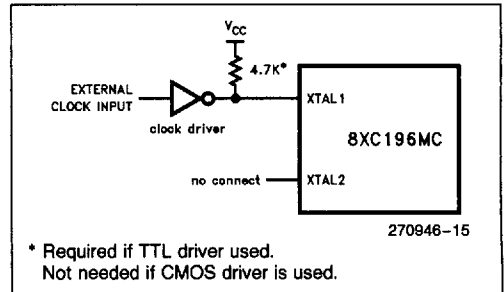 VCC
4.7K*
EXTERNAL
CLOCK INPUT
clock driver
XTAL1
8XC196MC
no connect
XTAL2
270946-15
* Required if TTL driver used.
Not needed if CMOS driver is used.